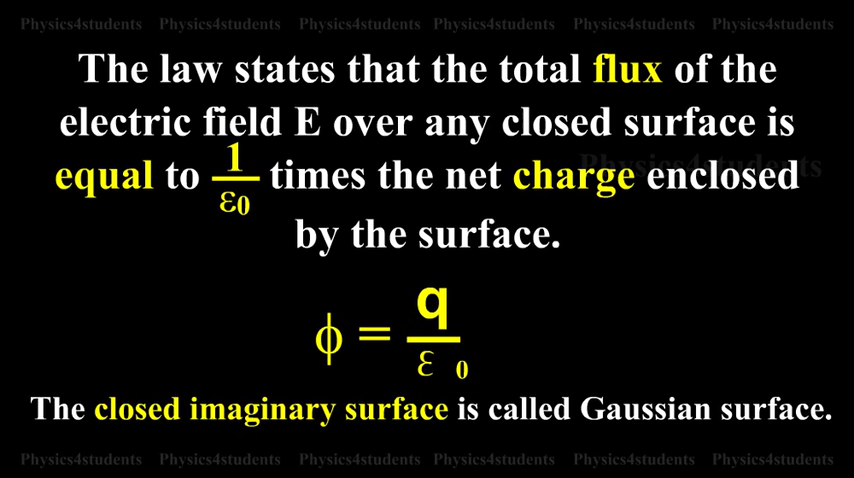 Physics4students Physics4students Physics4students Physics4students Physics4students Physics4students
The law states that the total flux of the
electric field E over any closed surface is
equal to 1/ε0 times the net charge enclosed
Physics4students
by the surface.
ϕ = q/ε0
The closed imaginary surface is called Gaussian surface.
Physics4students Physics4students Physics4students Physics4students Physics4students Physics4students